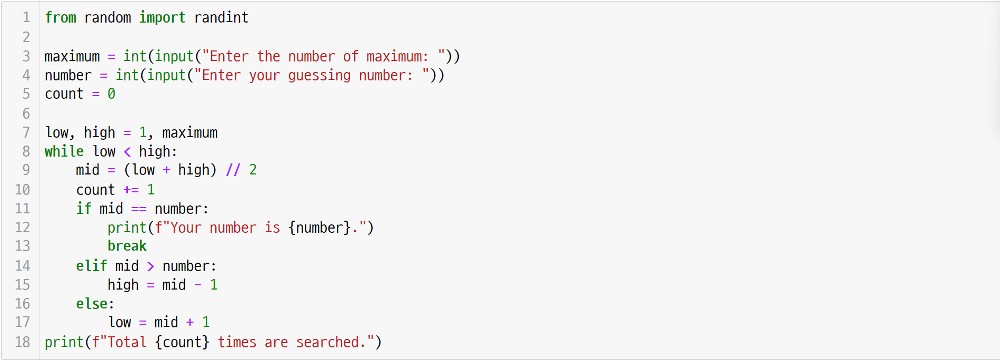 1 from random import randint
2
3 maximum = int(input("Enter the number of maximum: "))
4 number = int(input("Enter your guessing number: "))
5 count = 0
6
7 low, high = 1, maximum
8 while low < high:
9     mid = (low + high) // 2
10     count += 1
11     if mid == number:
12         print(f"Your number is {number}.")
13         break
14     elif mid > number:
15         high = mid - 1
16     else:
17         low = mid + 1
18 print(f"Total {count} times are searched.")